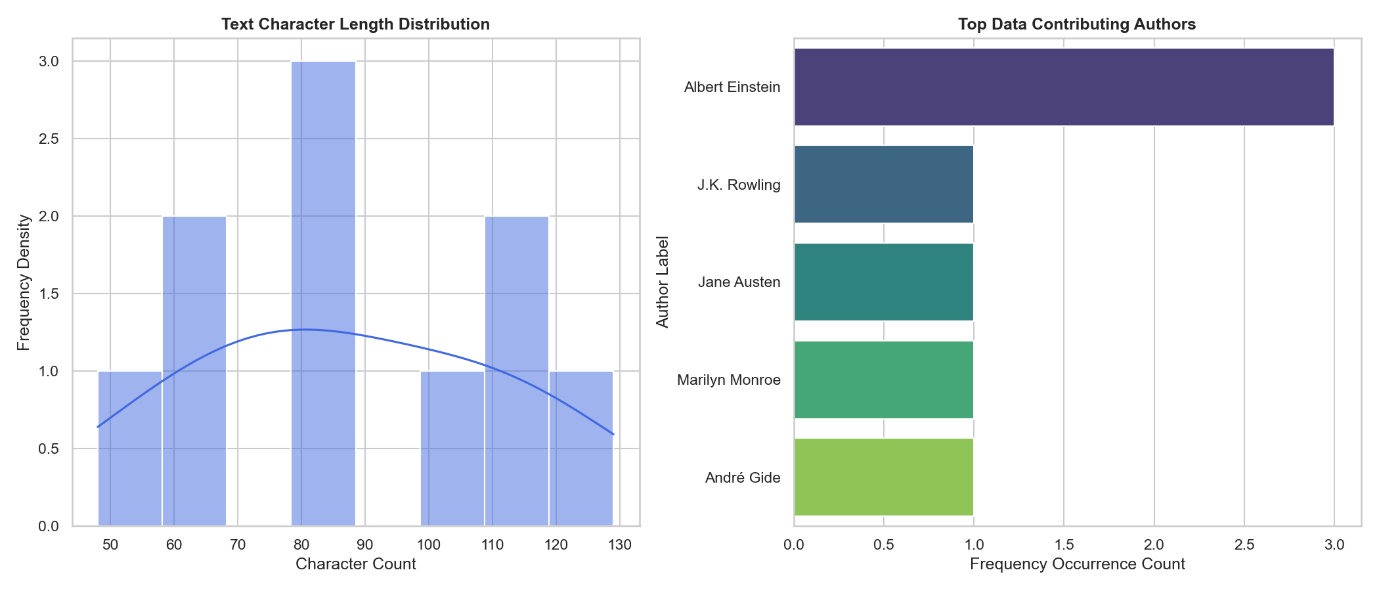 Text Character Length Distribution
Frequency Density
3.0
2.5
2.0
1.5
1.0
0.5
0.0
50 60 70 80 90 100 110 120 130
Character Count
Top Data Contributing Authors
Author Label
Albert Einstein
J.K. Rowling
Jane Austen
Marilyn Monroe
André Gide
0.0 0.5 1.0 1.5 2.0 2.5 3.0
Frequency Occurrence Count